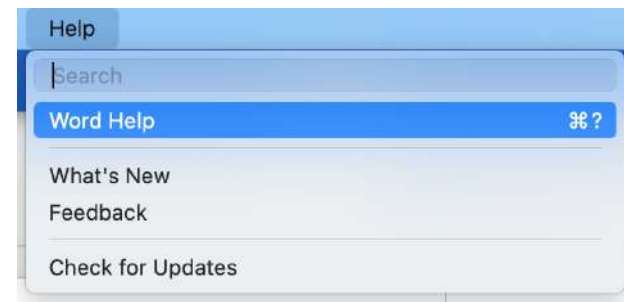 Help
Search
Word Help ⌘?
What's New
Feedback
Check for Updates